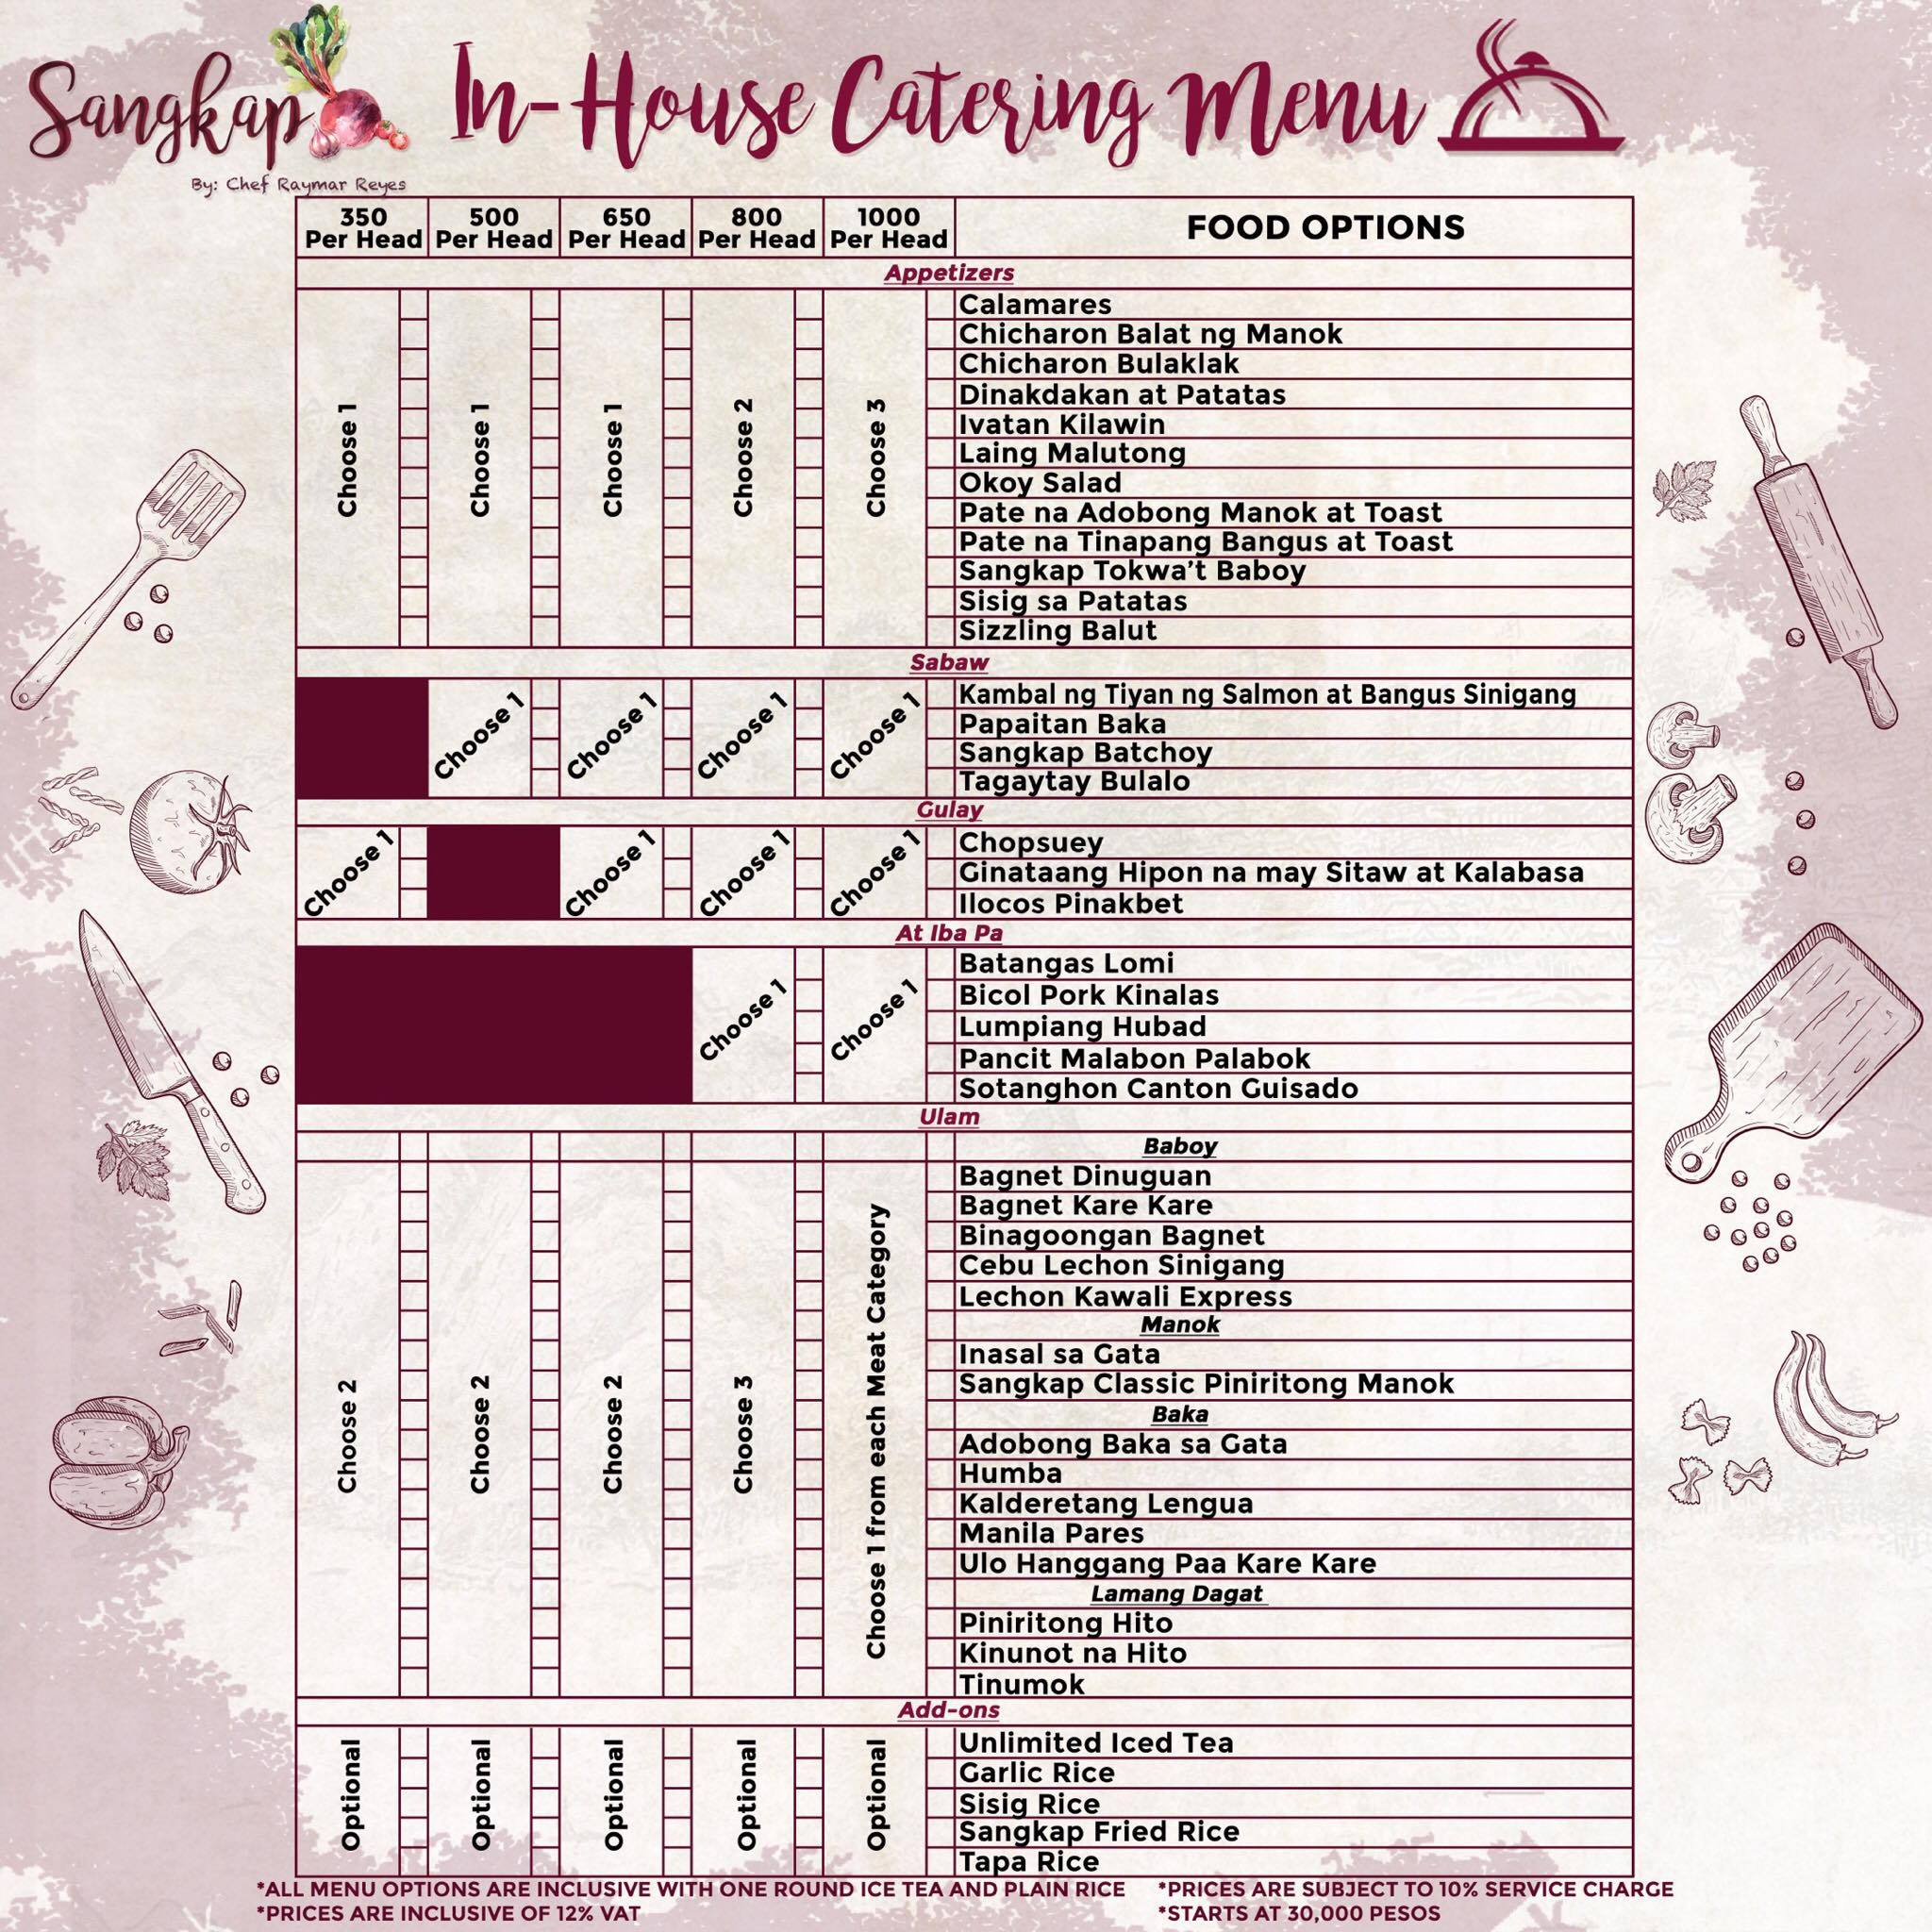 Sangkap
By: Chef Raymar Reyes
In-House Catering Menu
350 Per Head 500 Per Head 650 Per Head 800 Per Head 1000 Per Head FOOD OPTIONS
Appetizers
Choose 1 Choose 1 Choose 1 Choose 2 Choose 3
Calamares
Chicharon Balat ng Manok
Chicharon Bulaklak
Dinakdakan at Patatas
Ivatan Kilawin
Laing Malutong
Okoy Salad
Pate na Adobong Manok at Toast
Pate na Tinapang Bangus at Toast
Sangkap Tokwa't Baboy
Sisig sa Patatas
Sizzling Balut
Sabaw
Choose 1 Choose 1 Choose 1 Choose 1
Kambal ng Tiyan ng Salmon at Bangus Sinigang
Papaitan Baka
Sangkap Batchoy
Tagaytay Bulalo
Gulay
Choose 1 Choose 1 Choose 1 Choose 1
Chopsuey
Ginataang Hipon na may Sitaw at Kalabasa
Ilocos Pinakbet
At Iba Pa
Choose 1 Choose 1
Batangas Lomi
Bicol Pork Kinalas
Lumpiang Hubad
Pancit Malabon Palabok
Sotanghon Canton Guisado
Ulam
Choose 2 Choose 2 Choose 2 Choose 3 Choose 1 from each Meat Category
Baboy
Bagnet Dinuguan
Bagnet Kare Kare
Binagoongan Bagnet
Cebu Lechon Sinigang
Lechon Kawali Express
Manok
Inasal sa Gata
Sangkap Classic Piniritong Manok
Baka
Adobong Baka sa Gata
Humba
Kalderetang Lengua
Manila Pares
Ulo Hanggang Paa Kare Kare
Lamang Dagat
Piniritong Hito
Kinunot na Hito
Tinumok
Add-ons
Optional Optional Optional Optional Optional
Unlimited Iced Tea
Garlic Rice
Sisig Rice
Sangkap Fried Rice
Tapa Rice
*ALL MENU OPTIONS ARE INCLUSIVE WITH ONE ROUND ICE TEA AND PLAIN RICE
*PRICES ARE INCLUSIVE OF 12% VAT
*PRICES ARE SUBJECT TO 10% SERVICE CHARGE
*STARTS AT 30,000 PESOS